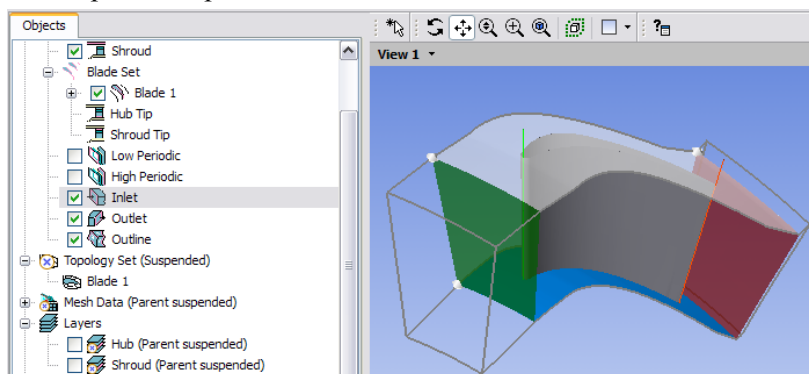 Objects
Shroud
Blade Set
Blade 1
Hub Tip
Shroud Tip
Low Periodic
High Periodic
Inlet
Outlet
Outline
Topology Set (Suspended)
Blade 1
Mesh Data (Parent suspended)
Layers
Hub (Parent suspended)
Shroud (Parent suspended)
View 1